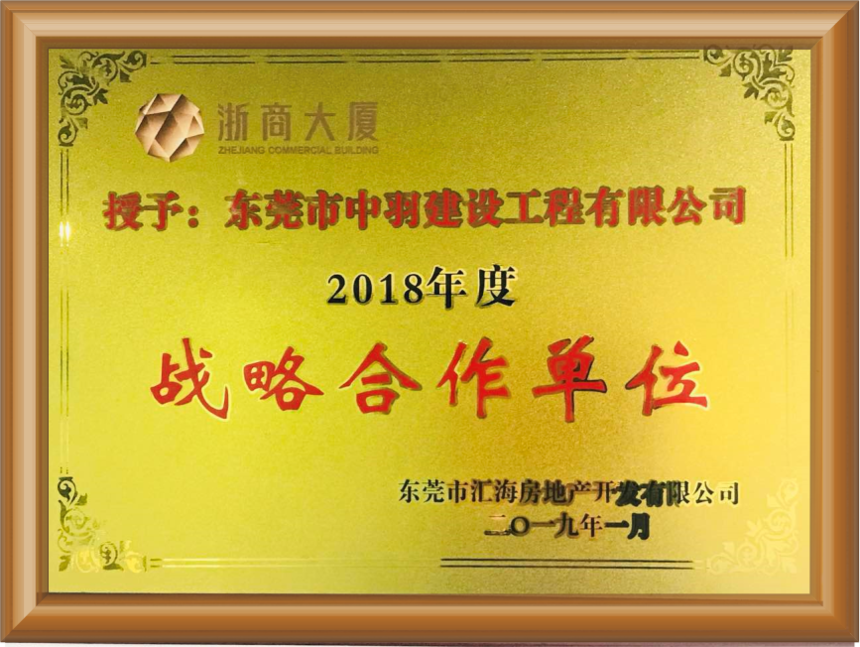 浙商大厦
ZHEJIANG COMMERCIAL BUILDING
授予：东莞市中羽建设工程有限公司
2018年度
战略合作单位
东莞市汇海房地产开发有限公司
二〇一九年一月